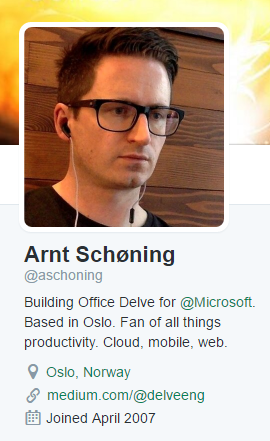 Arnt Schøning
@aschoning
Building Office Delve for @Microsoft.
Based in Oslo. Fan of all things
productivity. Cloud, mobile, web.
Oslo, Norway
medium.com/@delveeng
Joined April 2007